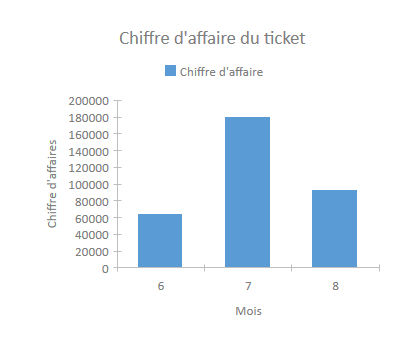 Chiffre d'affaire du ticket
Chiffre d'affaire
Chiffre d'affaires
200000
180000
160000
140000
120000
100000
80000
60000
40000
20000
0
6 7 8
Mois